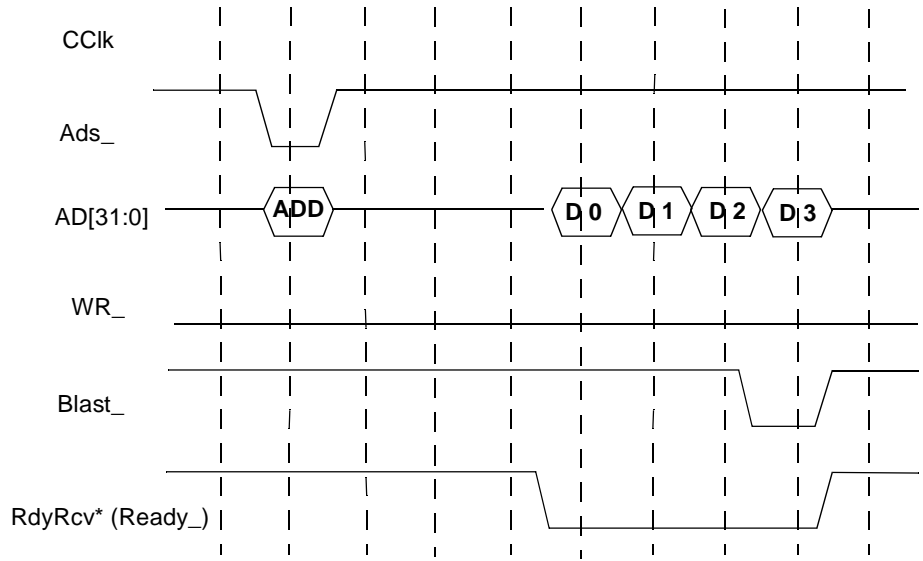 CClk
Ads_
AD[31:0]
ADD
D 0
D 1
D 2
D 3
WR_
Blast_
RdyRcv* (Ready_)